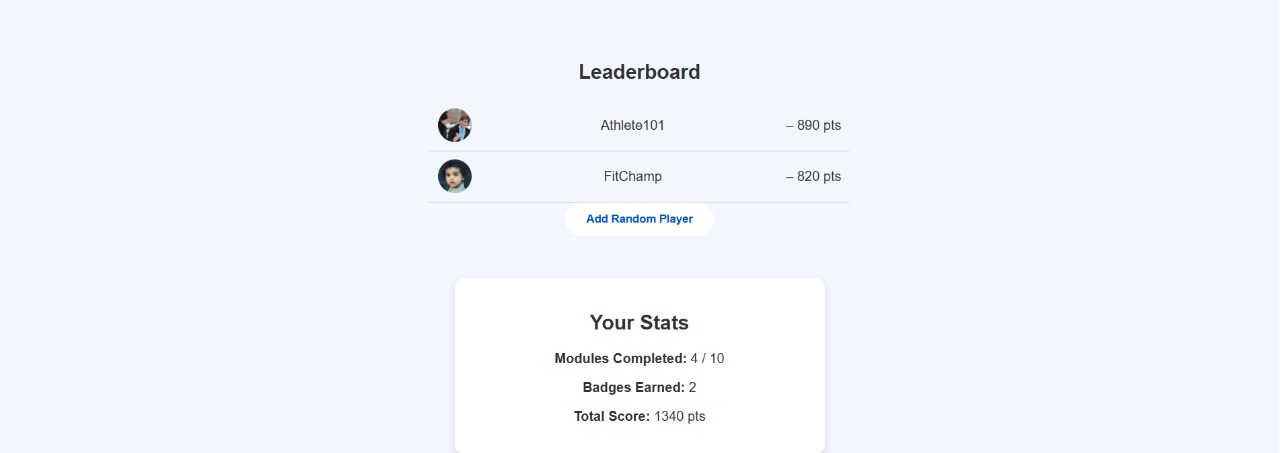 Leaderboard
Athlete101 – 890 pts
FitChamp – 820 pts
Add Random Player
Your Stats
Modules Completed: 4 / 10
Badges Earned: 2
Total Score: 1340 pts